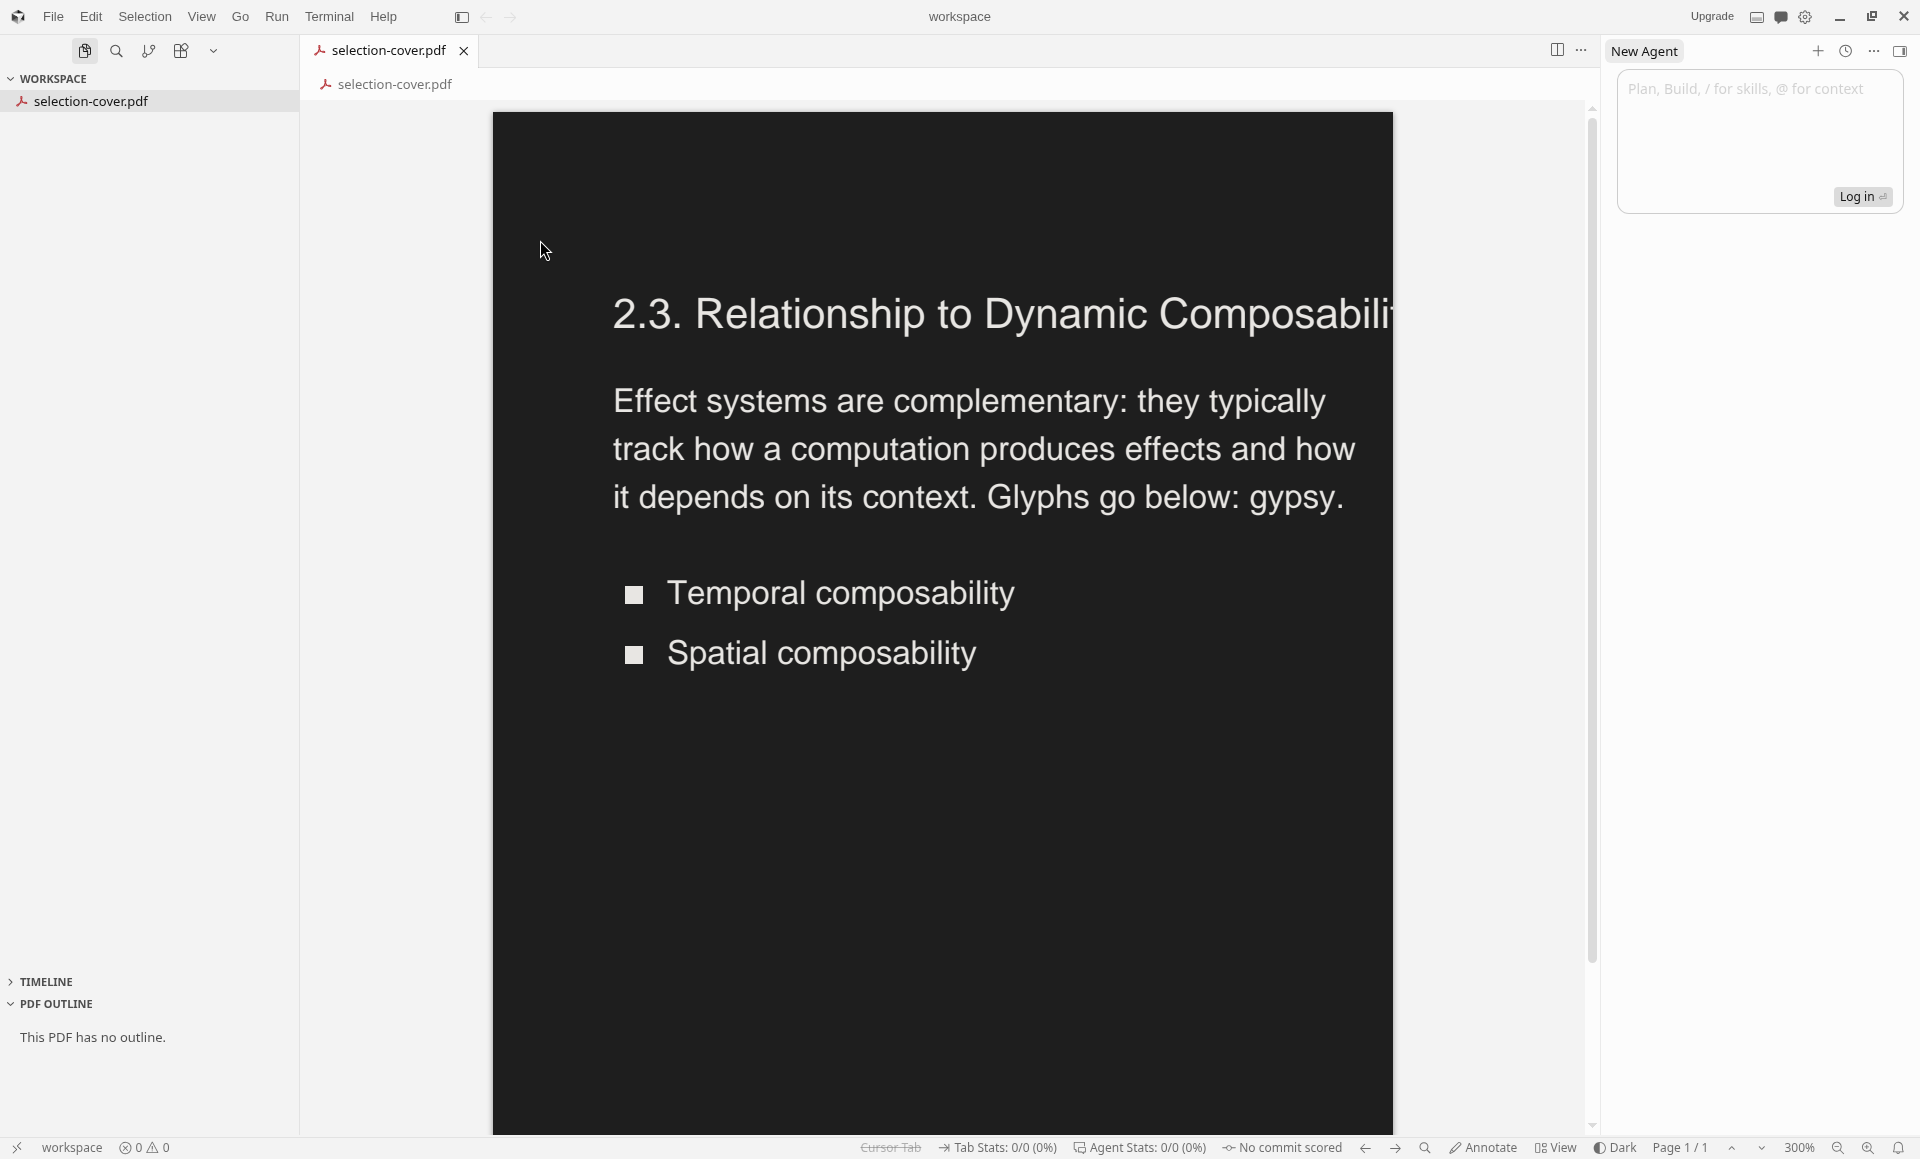 File Edit Selection View Go Run Terminal Help
workspace
Upgrade
selection-cover.pdf
New Agent
WORKSPACE
selection-cover.pdf
selection-cover.pdf
Plan, Build, / for skills, @ for context
Log in
2.3. Relationship to Dynamic Composabilit
Effect systems are complementary: they typically
track how a computation produces effects and how
it depends on its context. Glyphs go below: gypsy.
Temporal composability
Spatial composability
TIMELINE
PDF OUTLINE
This PDF has no outline.
workspace 0 0 Cursor Tab Tab Stats: 0/0 (0%) Agent Stats: 0/0 (0%) No commit scored Annotate View Dark Page 1 / 1 300%